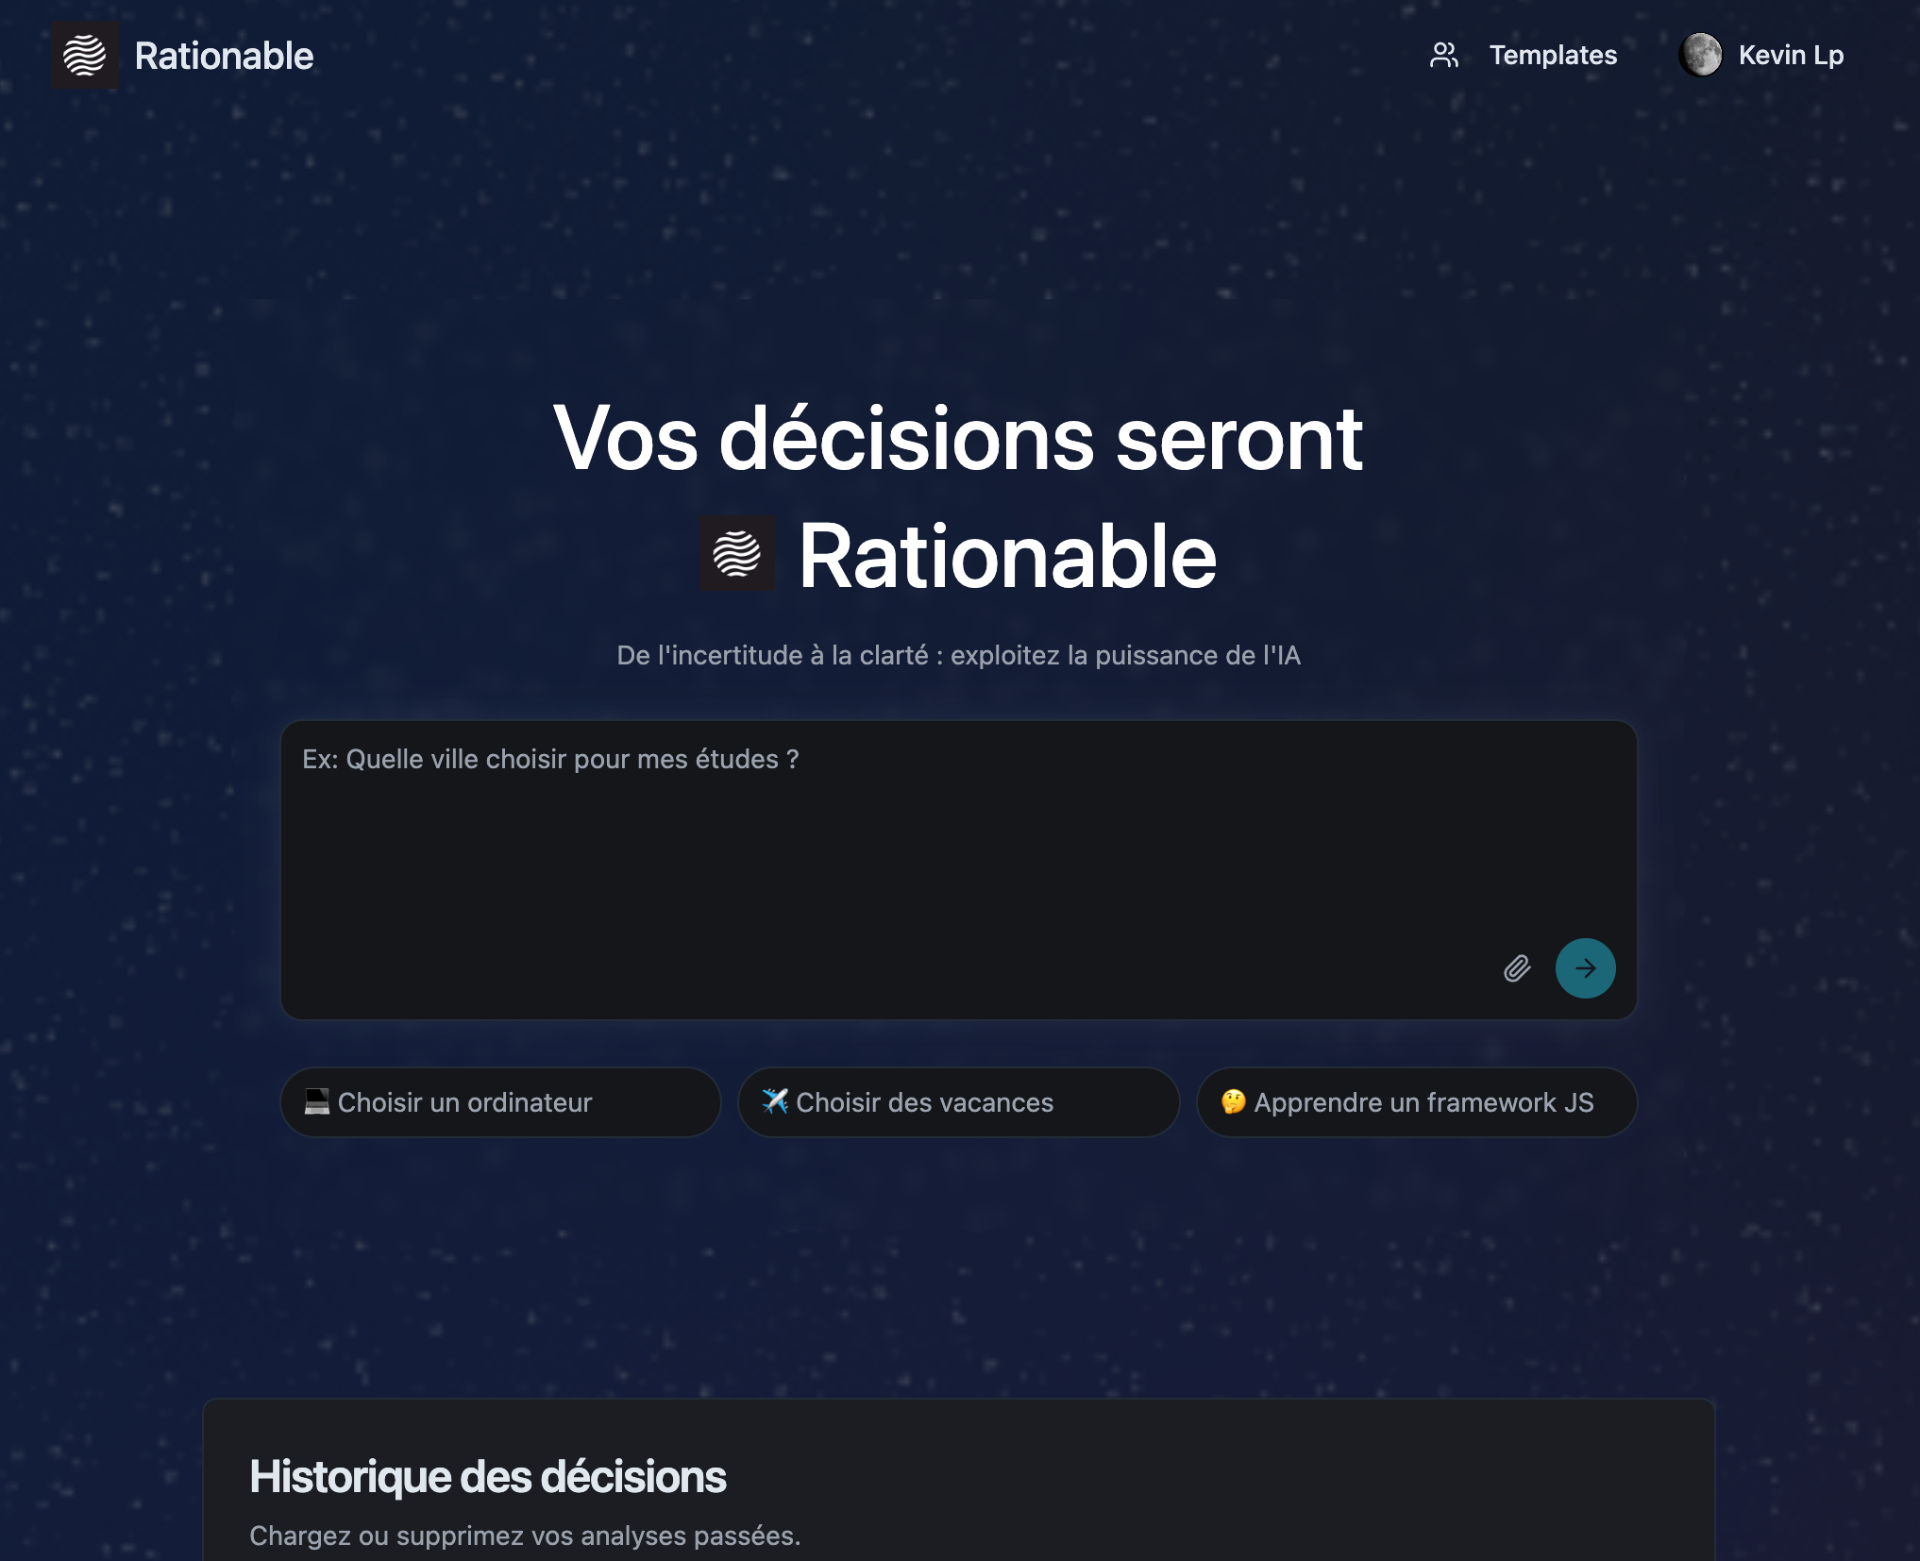 Rationable
Templates
Kevin Lp
Vos décisions seront
Rationable
De l'incertitude à la clarté : exploitez la puissance de l'IA
Ex: Quelle ville choisir pour mes études ?
💻 Choisir un ordinateur
✈️ Choisir des vacances
🤔 Apprendre un framework JS
Historique des décisions
Chargez ou supprimez vos analyses passées.